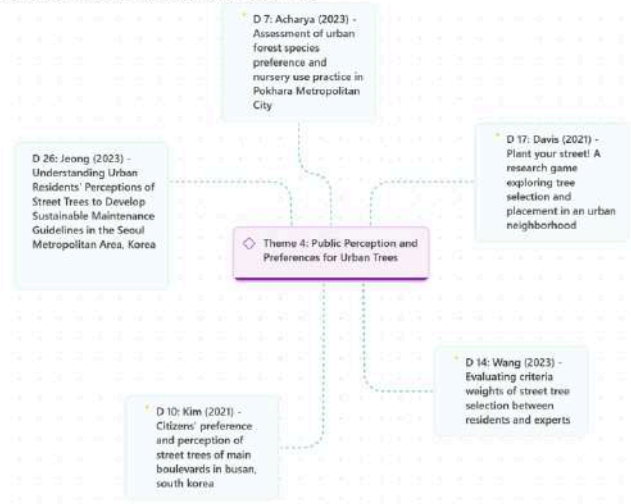 D 7: Acharya (2023) -
Assessment of urban
forest species
preference and
nursery use practice in
Pokhara Metropolitan
City
D 17: Davis (2021) -
Plant your street! A
research game
exploring tree
selection and
placement in an urban
neighborhood
D 26: Jeong (2023) -
Understanding Urban
Residents' Perceptions of
Street Trees to Develop
Sustainable Maintenance
Guidelines in the Seoul
Metropolitan Area, Korea
Theme 4: Public Perception and
Preferences for Urban Trees
D 14: Wang (2023) -
Evaluating criteria
weights of street tree
selection between
residents and experts
D 10: Kim (2021) -
Citizens' preference
and perception of
street trees of main
boulevards in busan,
south korea